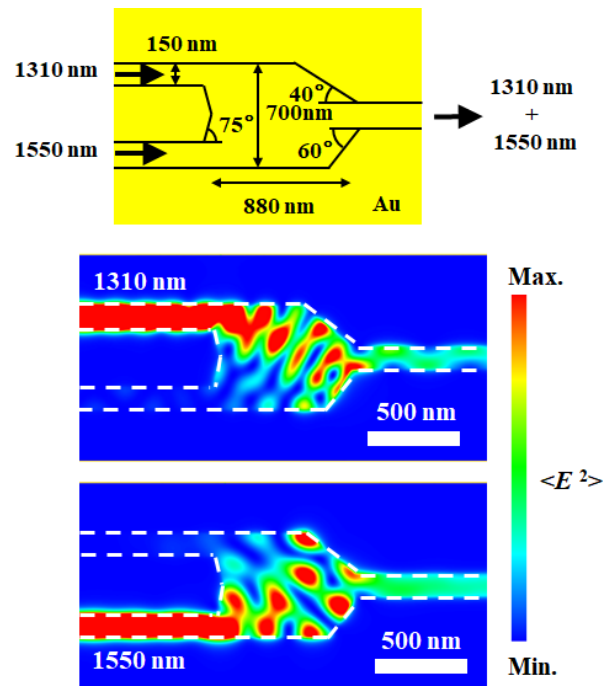 150 nm
1310 nm
40°
1310 nm
+
1550 nm
75°
700nm
1550 nm
60°
880 nm
Au
1310 nm
500 nm
Max.
<E ²>
1550 nm
500 nm
Min.